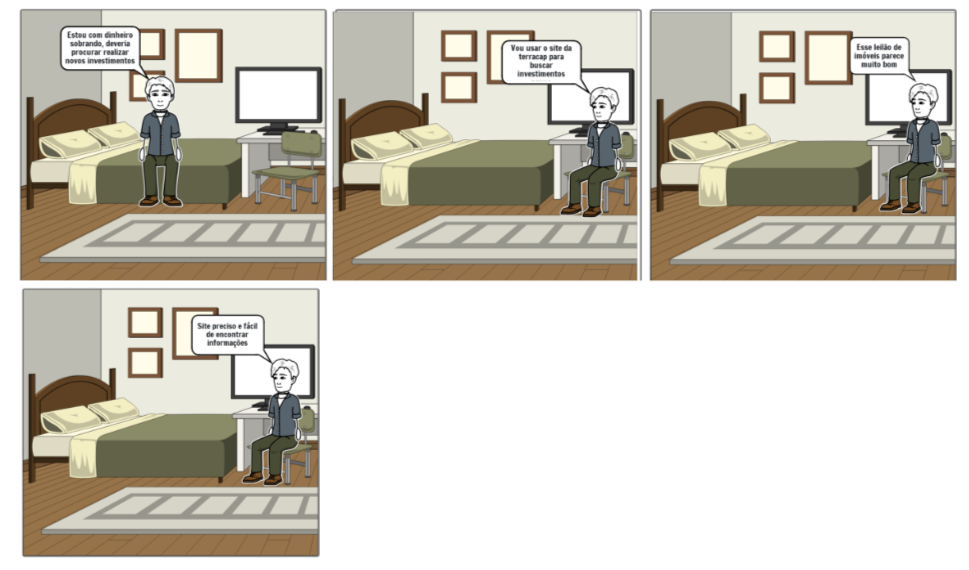 Estou com dinheiro
sobrando, deveria
procurar realizar
novos investimentos
Vou usar o site da
terracap para
buscar
investimentos
Esse leilão de
imóveis parece
muito bom
Site preciso e fácil
de encontrar
informações